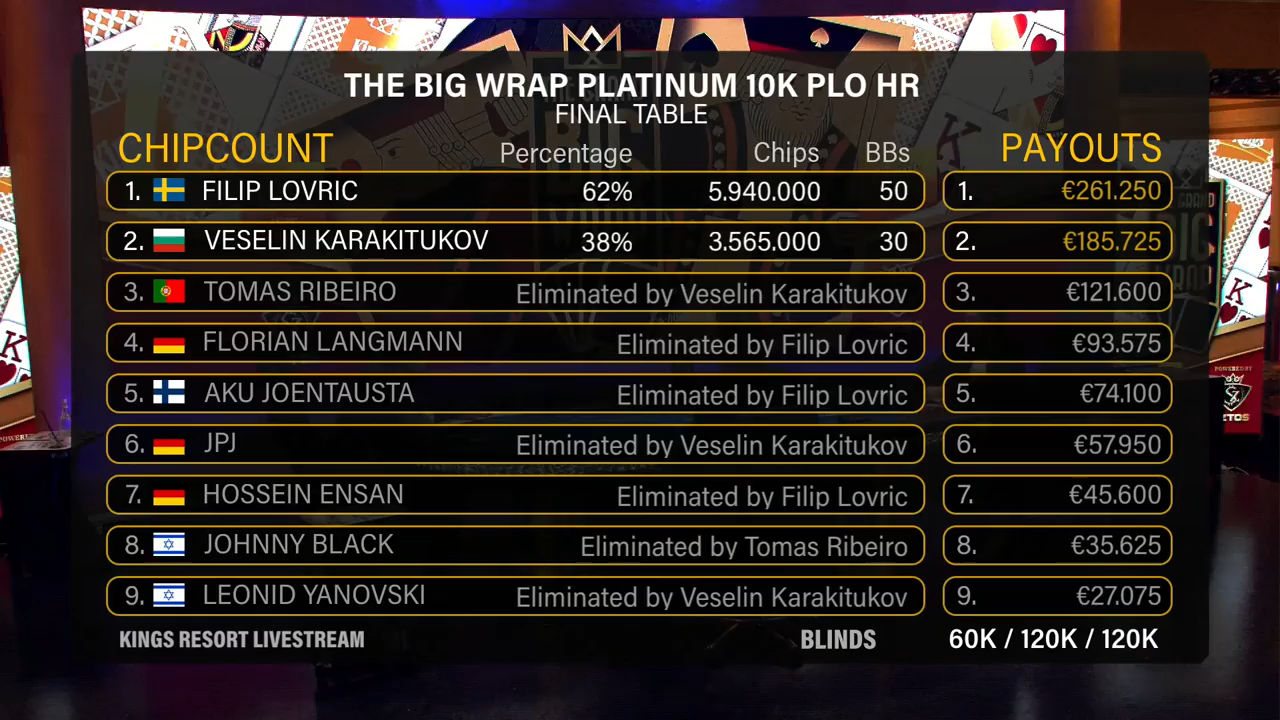 THE BIG WRAP PLATINUM 10K PLO HR
FINAL TABLE
CHIPCOUNT Percentage Chips BBs PAYOUTS
1. FILIP LOVRIC 62% 5.940.000 50 1. €261.250
2. VESELIN KARAKITUKOV 38% 3.565.000 30 2. €185.725
3. TOMAS RIBEIRO Eliminated by Veselin Karakitukov 3. €121.600
4. FLORIAN LANGMANN Eliminated by Filip Lovric 4. €93.575
5. AKU JOENTAUSTA Eliminated by Filip Lovric 5. €74.100
6. JPJ Eliminated by Veselin Karakitukov 6. €57.950
7. HOSSEIN ENSAN Eliminated by Filip Lovric 7. €45.600
8. JOHNNY BLACK Eliminated by Tomas Ribeiro 8. €35.625
9. LEONID YANOVSKI Eliminated by Veselin Karakitukov 9. €27.075
KINGS RESORT LIVESTREAM BLINDS 60K / 120K / 120K
K
K
K
POWERED BY